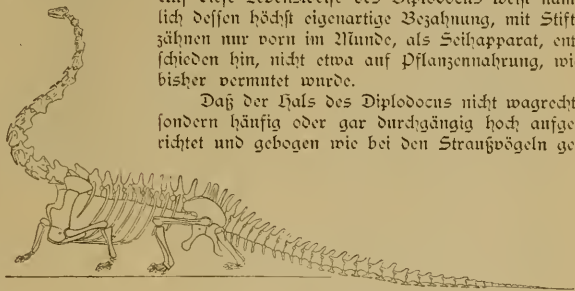 auf diese Lebensweise des Diplodocus weist näm
lich dessen höchst eigenartige Bezahnung, mit Stift
zähnen nur vorn im Munde, als Seihapparat, ent
schieden hin, nicht etwa auf Pflanzennahrung, wi
bisher vermutet wurde.
Daß der Hals des Diplodocus nicht wagrecht
sondern häufig oder gar durchgängig hoch aufge
richtet und gebogen wie bei den Straußvögeln ge